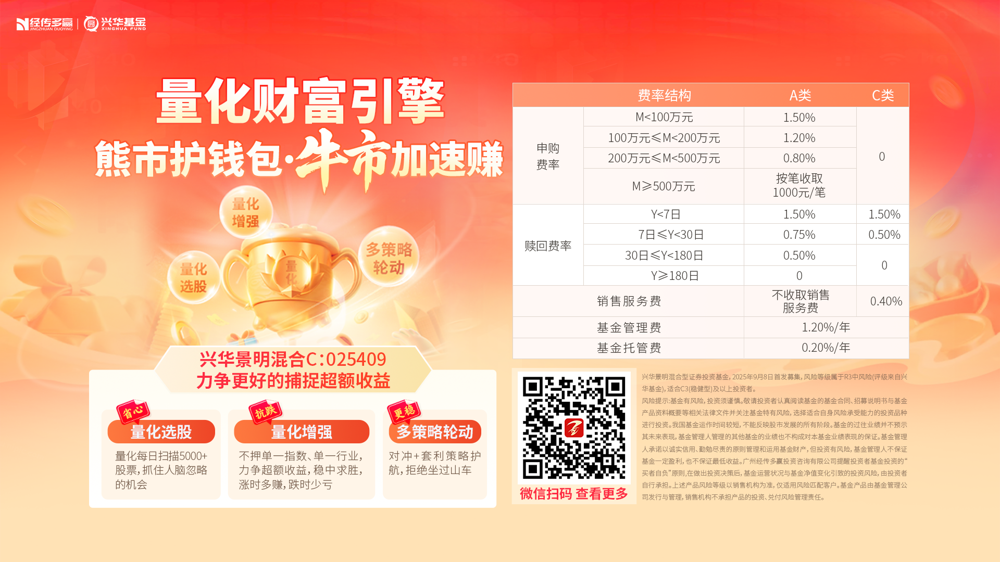 经传多赢
JINGZHUAN DUOYING
兴华基金
XINGHUA FUND
量化财富引擎
熊市护钱包·牛市加速赚
量化
增强
量化
选股
多策略
轮动
量
化
兴华景明混合C:025409
力争更好的捕捉超额收益
省心
量化选股
量化每日扫描5000+
股票,抓住人脑忽略
的机会
抗跌
量化增强
不押单一指数、单一行业,
力争超额收益,稳中求胜,
涨时多赚,跌时少亏
更稳
多策略轮动
对冲+套利策略护
航,拒绝坐过山车
费率结构 A类 C类
申购
费率
M<100万元 1.50%
100万元≤M<200万元 1.20%
200万元≤M<500万元 0.80%
0
M≥500万元
按笔收取
1000元/笔
赎回费率
Y<7日 1.50% 1.50%
7日≤Y<30日 0.75% 0.50%
30日≤Y<180日 0.50%
0
Y≥180日 0
销售服务费
不收取销售
服务费
0.40%
基金管理费 1.20%/年
基金托管费 0.20%/年
微信扫码 查看更多
兴华景明混合型证券投资基金, 2025年9月8日首发募集, 风险等级属于R3中风险(评级来自兴
华基金), 适合C3(稳健型)及以上投资者。
风险提示:基金有风险, 投资须谨慎。敬请投资者认真阅读基金的基金合同、招募说明书与基金
产品资料概要等相关法律文件并关注基金特有风险, 选择适合自身风险承受能力的投资品种
进行投资。我国基金运作时间较短, 不能反映股市发展的所有阶段。基金的过往业绩并不预示
其未来表现, 基金管理人管理的其他基金的业绩也不构成对本基金业绩表现的保证。基金管理
人承诺以诚实信用、勤勉尽责的原则管理和运用基金财产, 但投资有风险, 基金管理人不保证
基金一定盈利, 也不保证最低收益。广州经传多赢投资咨询有限公司提醒投资者基金投资的“
买者自负”原则,在做出投资决策后, 基金运营状况与基金净值变化引致的投资风险, 由投资者
自行承担。上述产品风险等级以销售机构为准, 仅适用风险匹配客户。基金产品由基金管理公
司发行与管理, 销售机构不承担产品的投资、兑付风险管理责任。